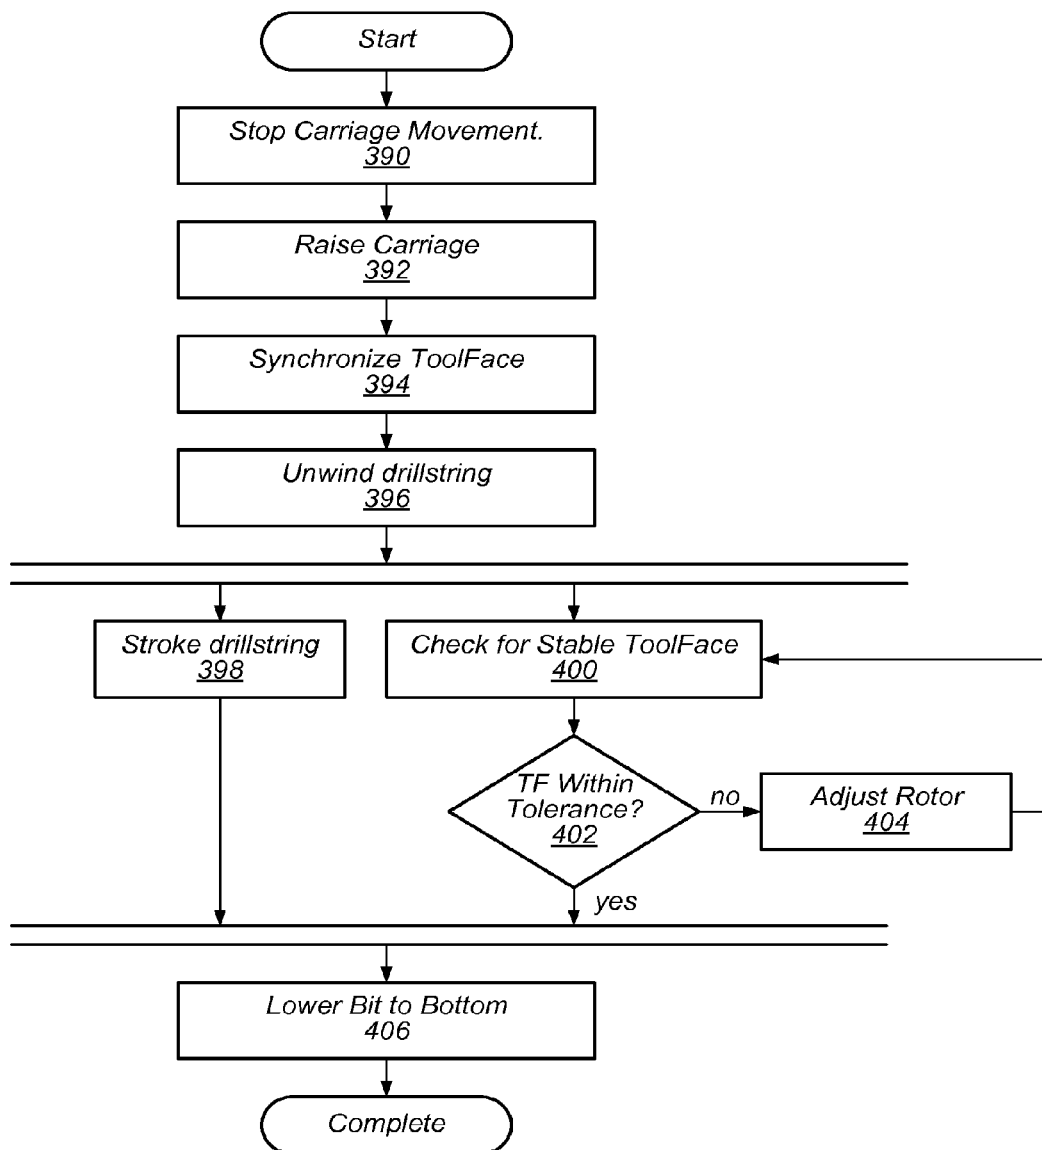 Start
Stop Carriage Movement.
390
Raise Carriage
392
Synchronize ToolFace
394
Unwind drillstring
396
Stroke drillstring
398
Check for Stable ToolFace
400
TF Within
Tolerance?
402
no
Adjust Rotor
404
yes
Lower Bit to Bottom
406
Complete